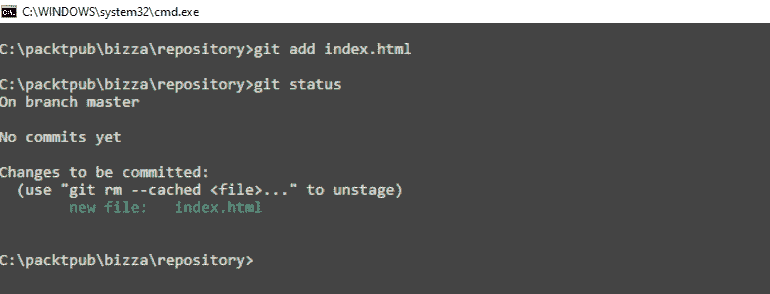 C:\WINDOWS\system32\cmd.exe
C:\packtpub\bizza\repository>git add index.html
C:\packtpub\bizza\repository>git status
On branch master
No commits yet
Changes to be committed:
  (use "git rm --cached <file>..." to unstage)
        new file:   index.html
C:\packtpub\bizza\repository>